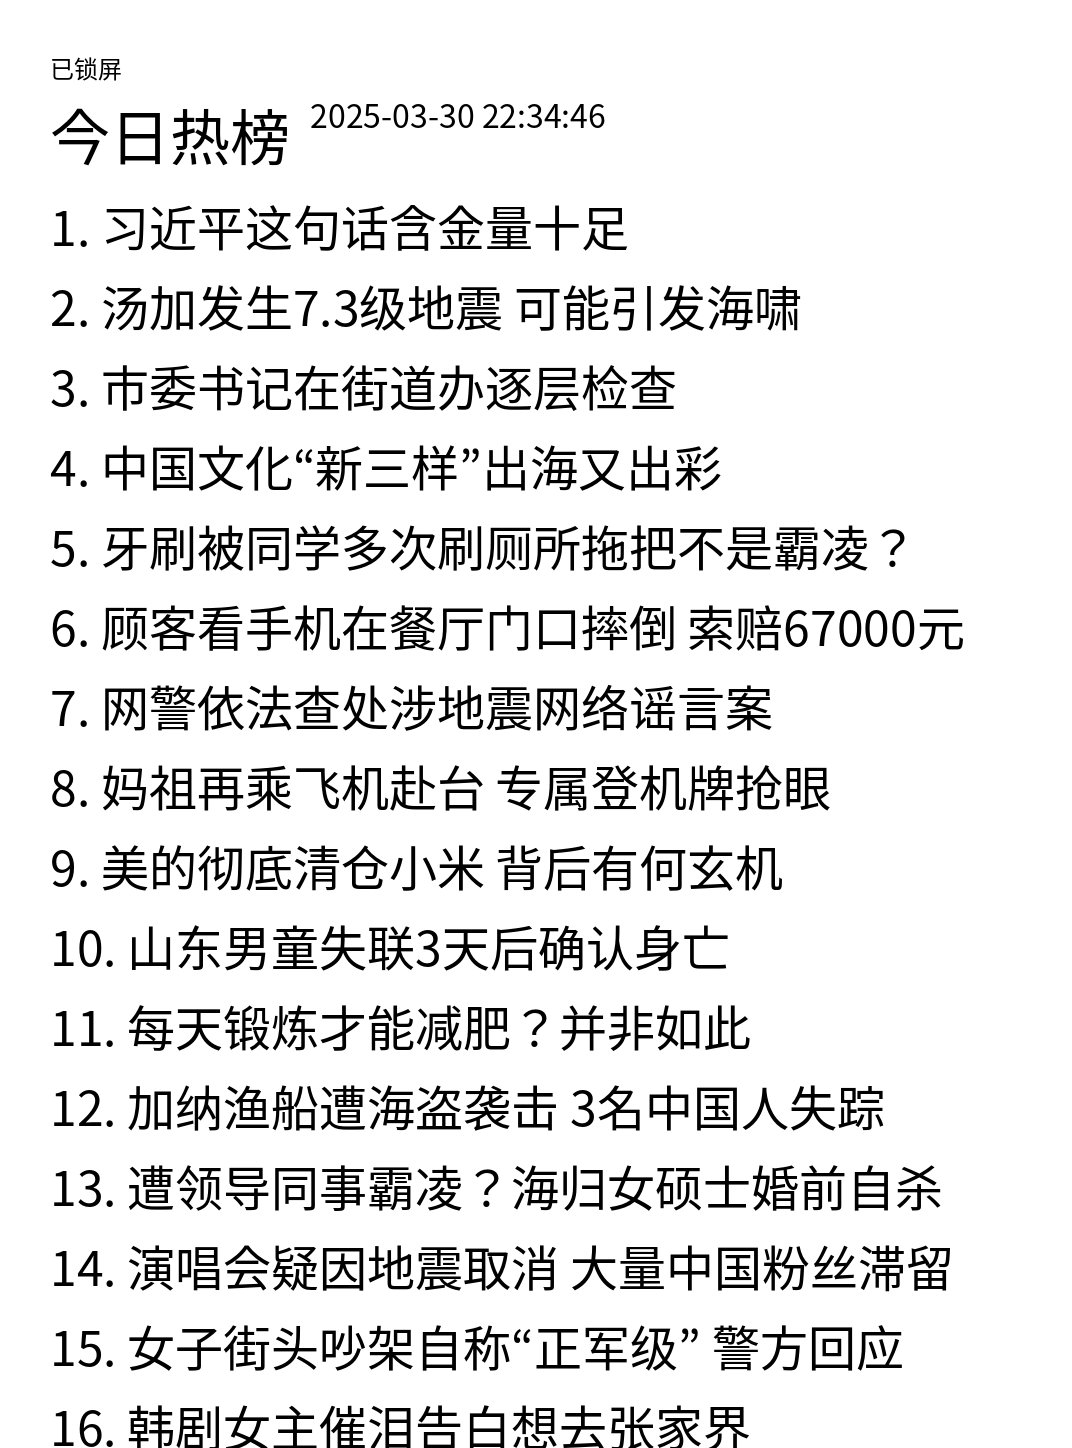 已锁屏
今日热榜 2025-03-30 22:34:46
1. 习近平这句话含金量十足
2. 汤加发生7.3级地震 可能引发海啸
3. 市委书记在街道办逐层检查
4. 中国文化“新三样”出海又出彩
5. 牙刷被同学多次刷厕所拖把不是霸凌？
6. 顾客看手机在餐厅门口摔倒 索赔67000元
7. 网警依法查处涉地震网络谣言案
8. 妈祖再乘飞机赴台 专属登机牌抢眼
9. 美的彻底清仓小米 背后有何玄机
10. 山东男童失联3天后确认身亡
11. 每天锻炼才能减肥？并非如此
12. 加纳渔船遭海盗袭击 3名中国人失踪
13. 遭领导同事霸凌？海归女硕士婚前自杀
14. 演唱会疑因地震取消 大量中国粉丝滞留
15. 女子街头吵架自称“正军级” 警方回应
16. 韩剧女主催泪告白想去张家界